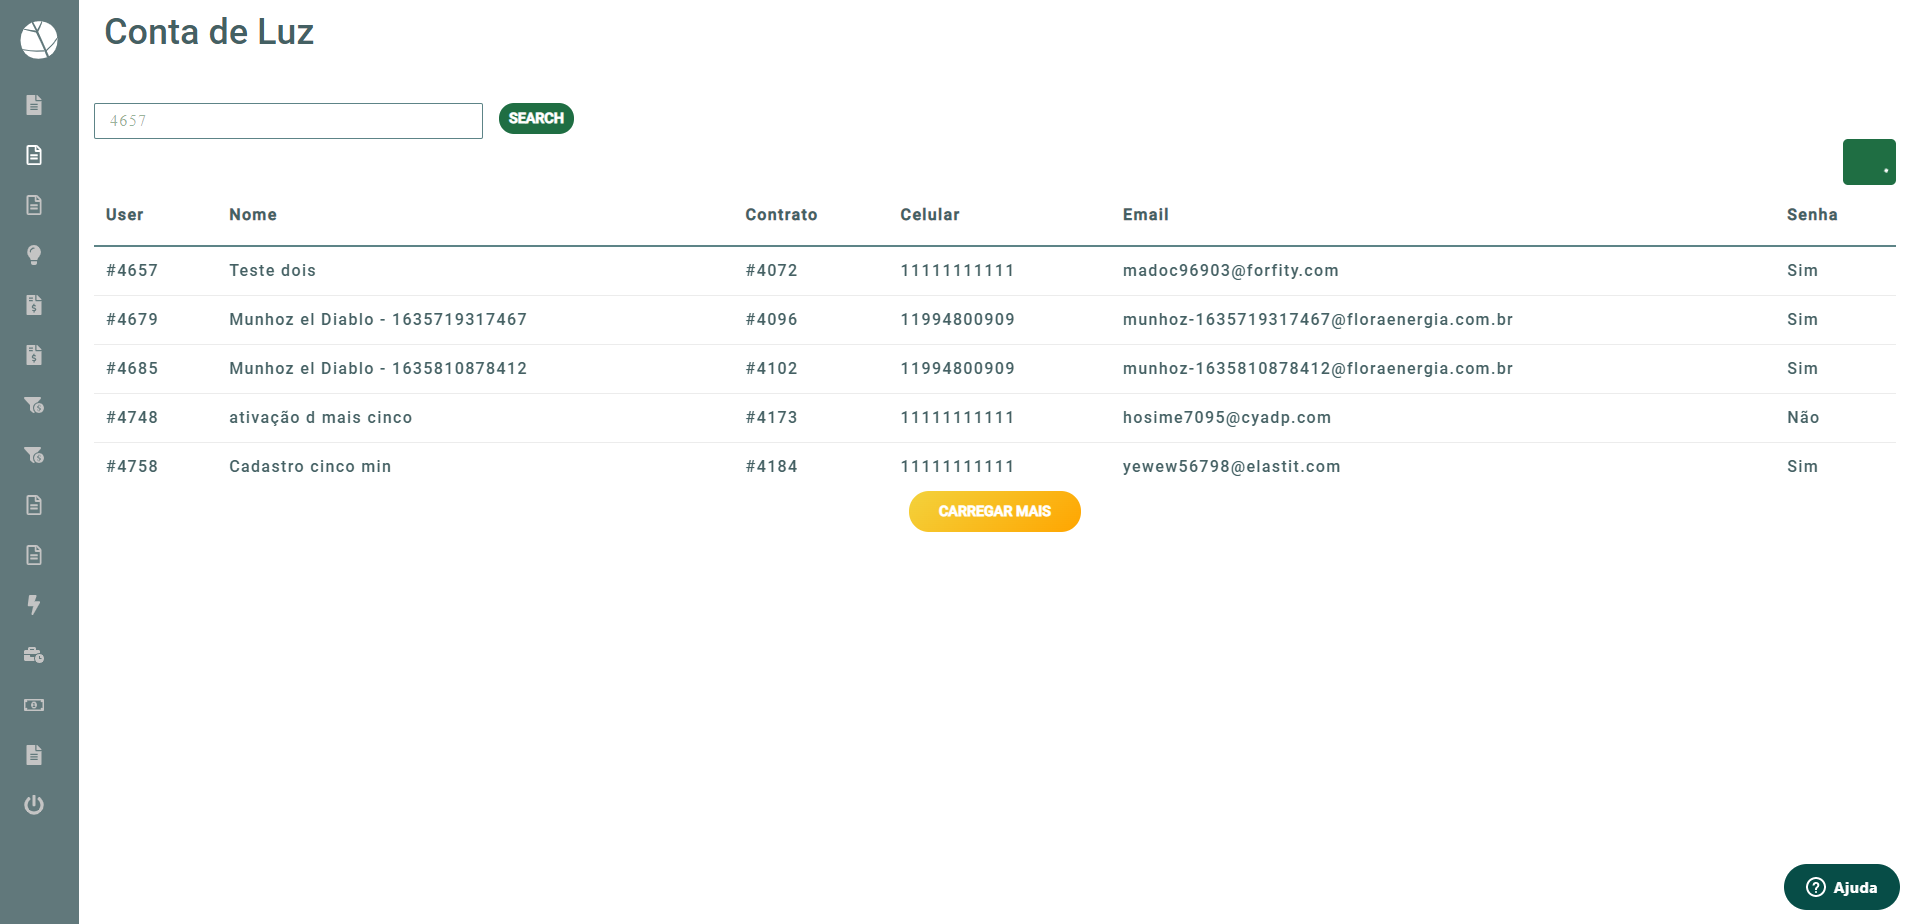 Conta de Luz
4657
SEARCH
User Nome Contrato Celular Email Senha
#4657 Teste dois #4072 11111111111 madoc96903@forfity.com Sim
#4679 Munhoz el Diablo - 1635719317467 #4096 11994800909 munhoz-1635719317467@floraenergia.com.br Sim
#4685 Munhoz el Diablo - 1635810878412 #4102 11994800909 munhoz-1635810878412@floraenergia.com.br Sim
#4748 ativação d mais cinco #4173 11111111111 hosime7095@cyadp.com Não
#4758 Cadastro cinco min #4184 11111111111 yewew56798@elastit.com Sim
CARREGAR MAIS
Ajuda